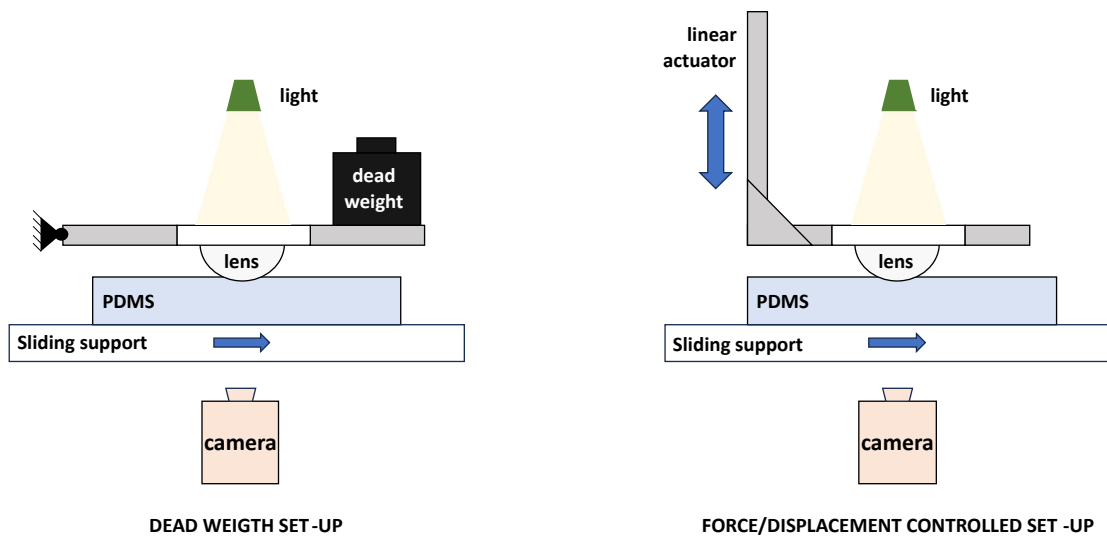 light
dead
weight
lens
PDMS
Sliding support
camera
DEAD WEIGTH SET -UP
linear
actuator
light
lens
PDMS
Sliding support
camera
FORCE/DISPLACEMENT CONTROLLED SET -UP